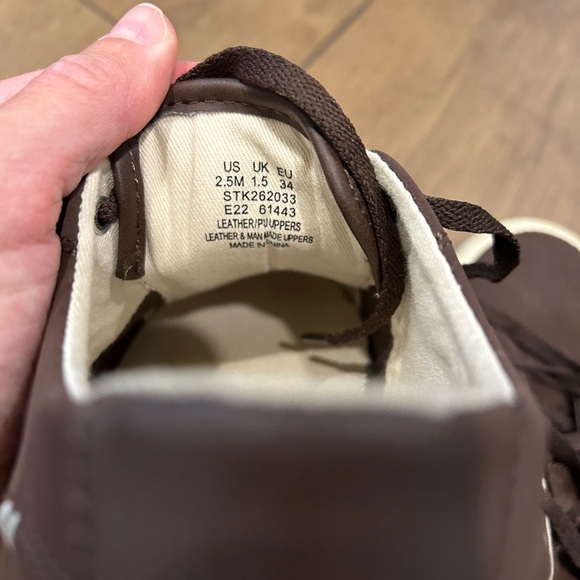 US UK EU
2.5M 1.5 34
STK262033
E22 61443
LEATHER/PU UPPERS
LEATHER & MAN MADE UPPERS
MADE IN CHINA